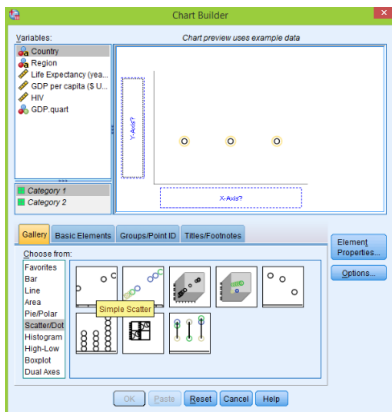 Chart Builder
Variables:
Chart preview uses example data
Country
Region
Life Expectancy (yea...
GDP per capita ($ U...
HIV
GDP.quart
Y-Axis?
X-Axis?
Category 1
Category 2
Gallery
Basic Elements
Groups/Point ID
Titles/Footnotes
Element
Properties...
Options...
Choose from:
Favorites
Bar
Line
Area
Pie/Polar
Scatter/Dot
Histogram
High-Low
Boxplot
Dual Axes
Simple Scatter
OK
Paste
Reset
Cancel
Help